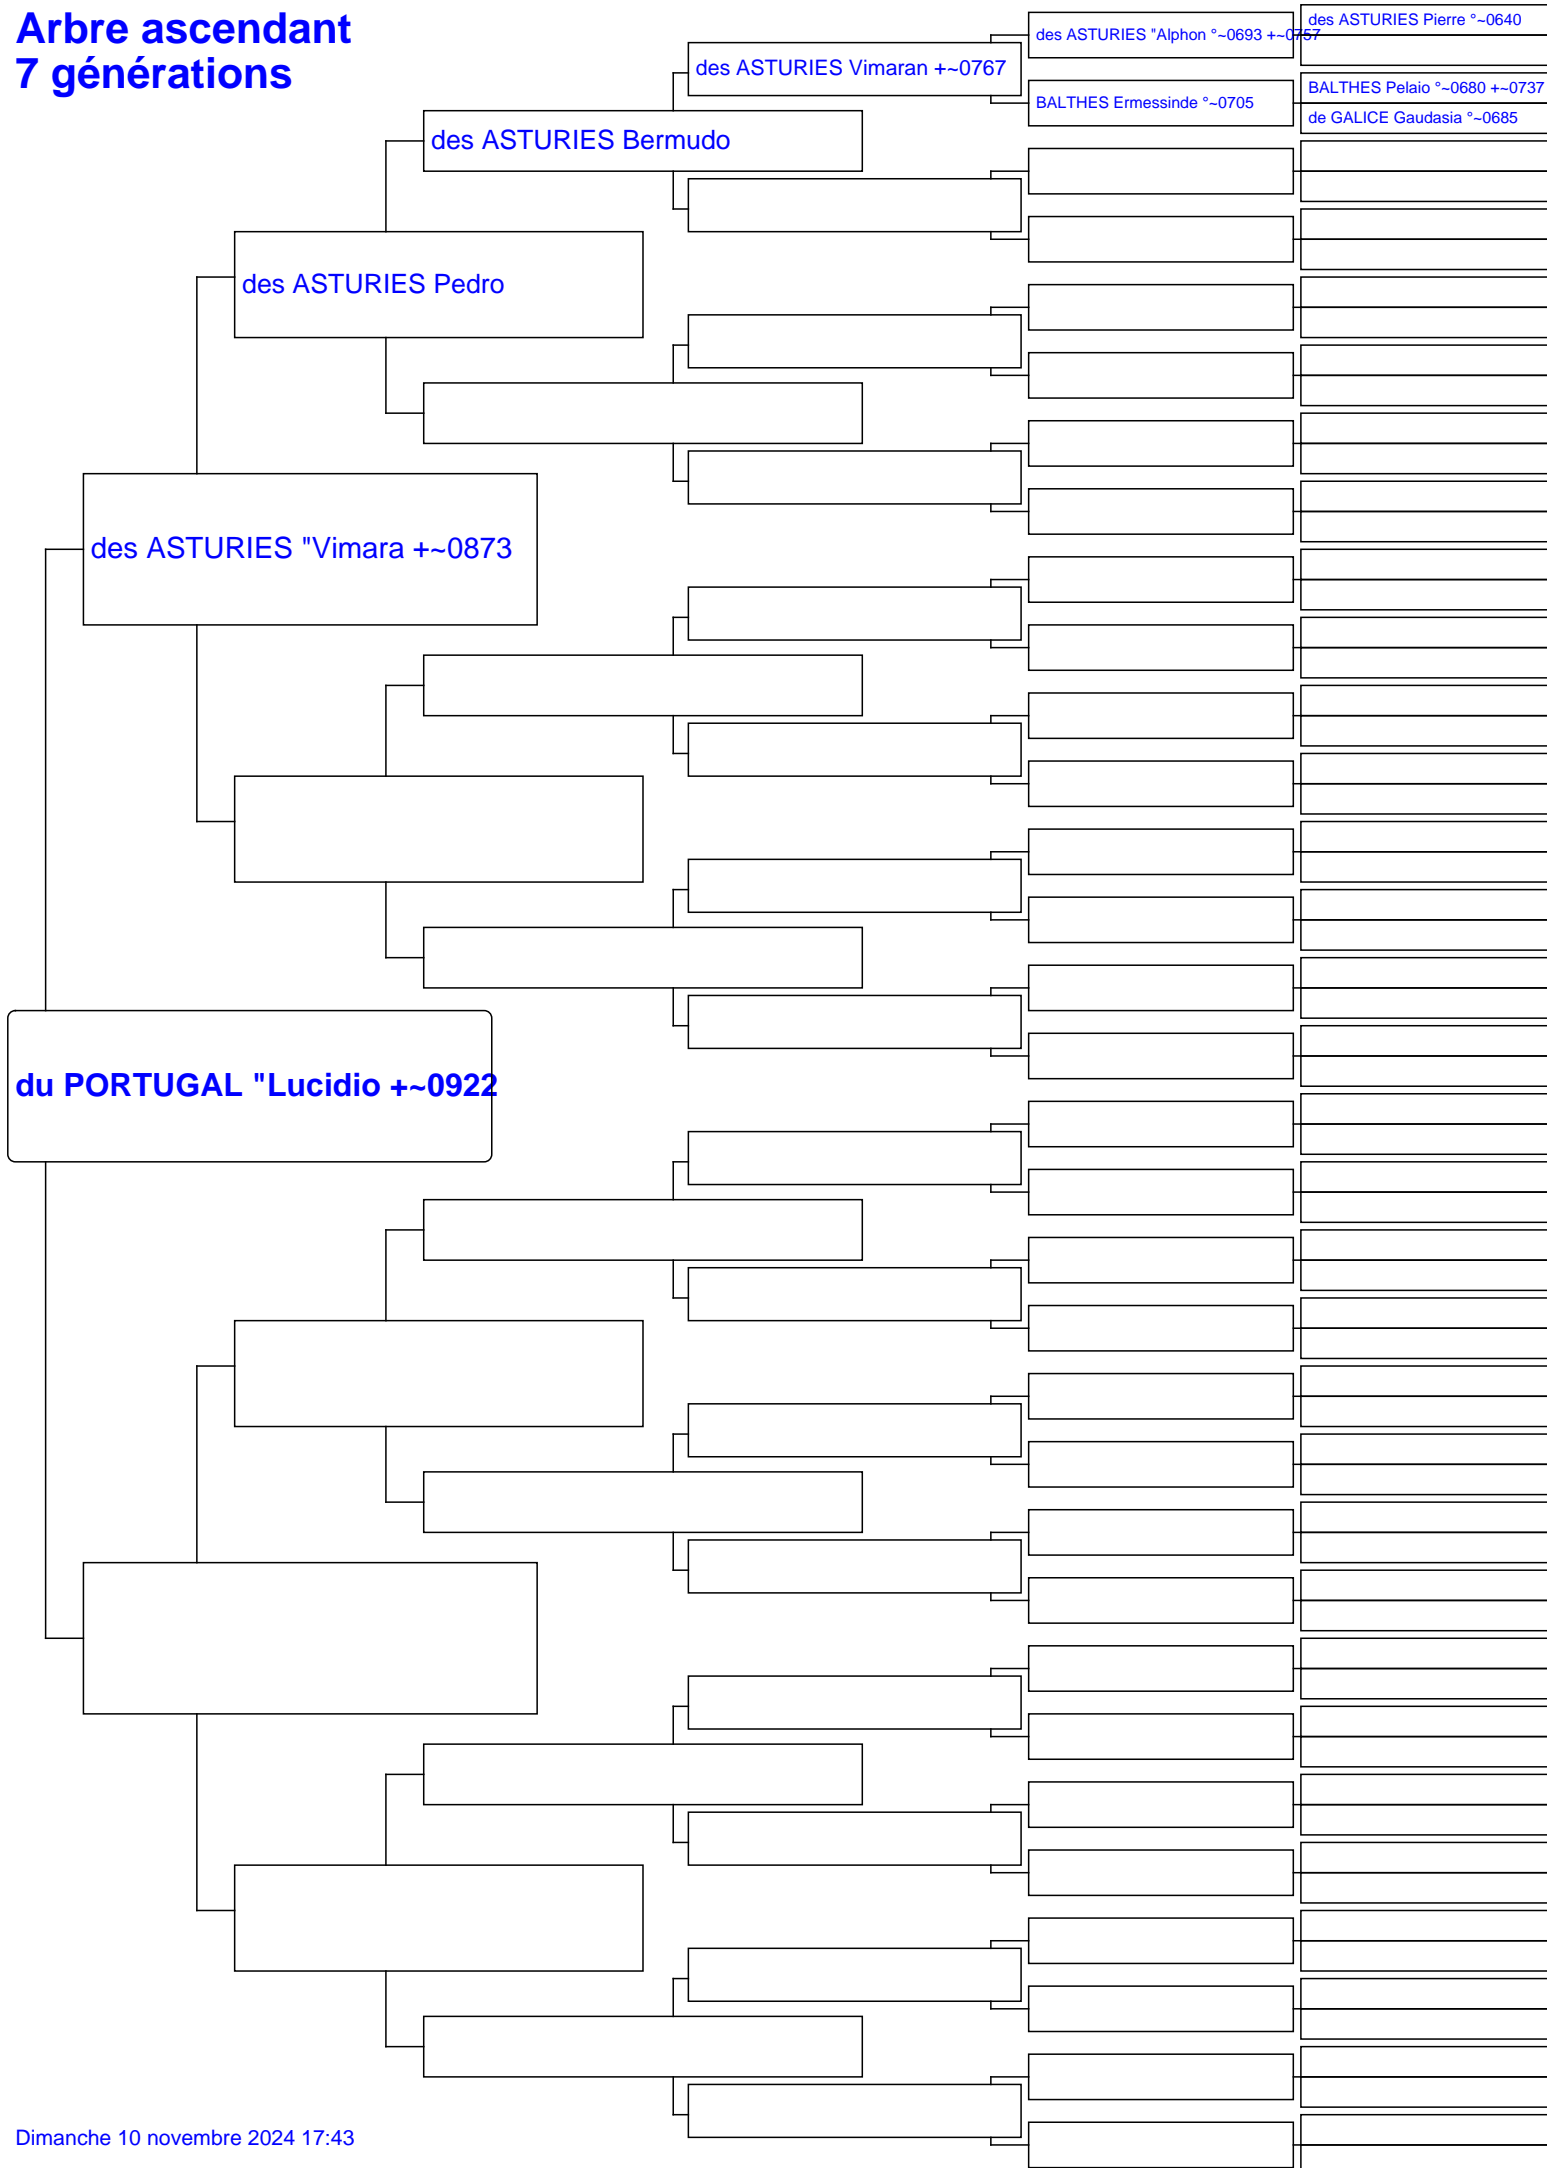 Arbre ascendant
7 générations
des ASTURIES Pierre °~0640
des ASTURIES "Alphon °~0693 +~0757
des ASTURIES Vimaran +~0767
BALTHES Pelaio °~0680 +~0737
BALTHES Ermessinde °~0705
de GALICE Gaudasia °~0685
des ASTURIES Bermudo
des ASTURIES Pedro
des ASTURIES "Vimara +~0873
du PORTUGAL "Lucidio +~0922
Dimanche 10 novembre 2024 17:43